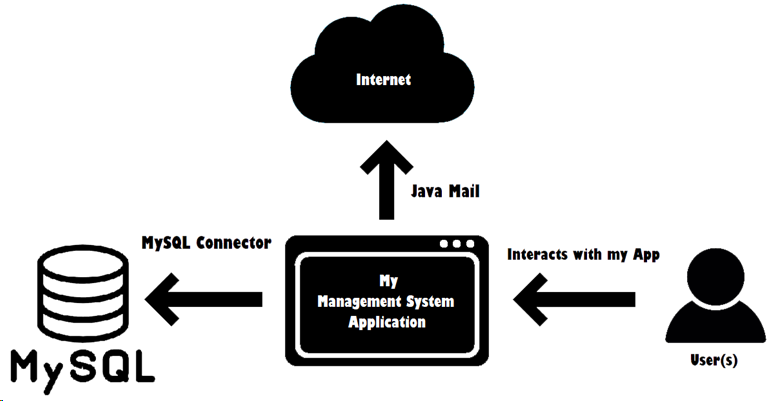 Internet
Java Mail
MySQL Connector
Interacts with my App
My
Management System
Application
MySQL
User(s)